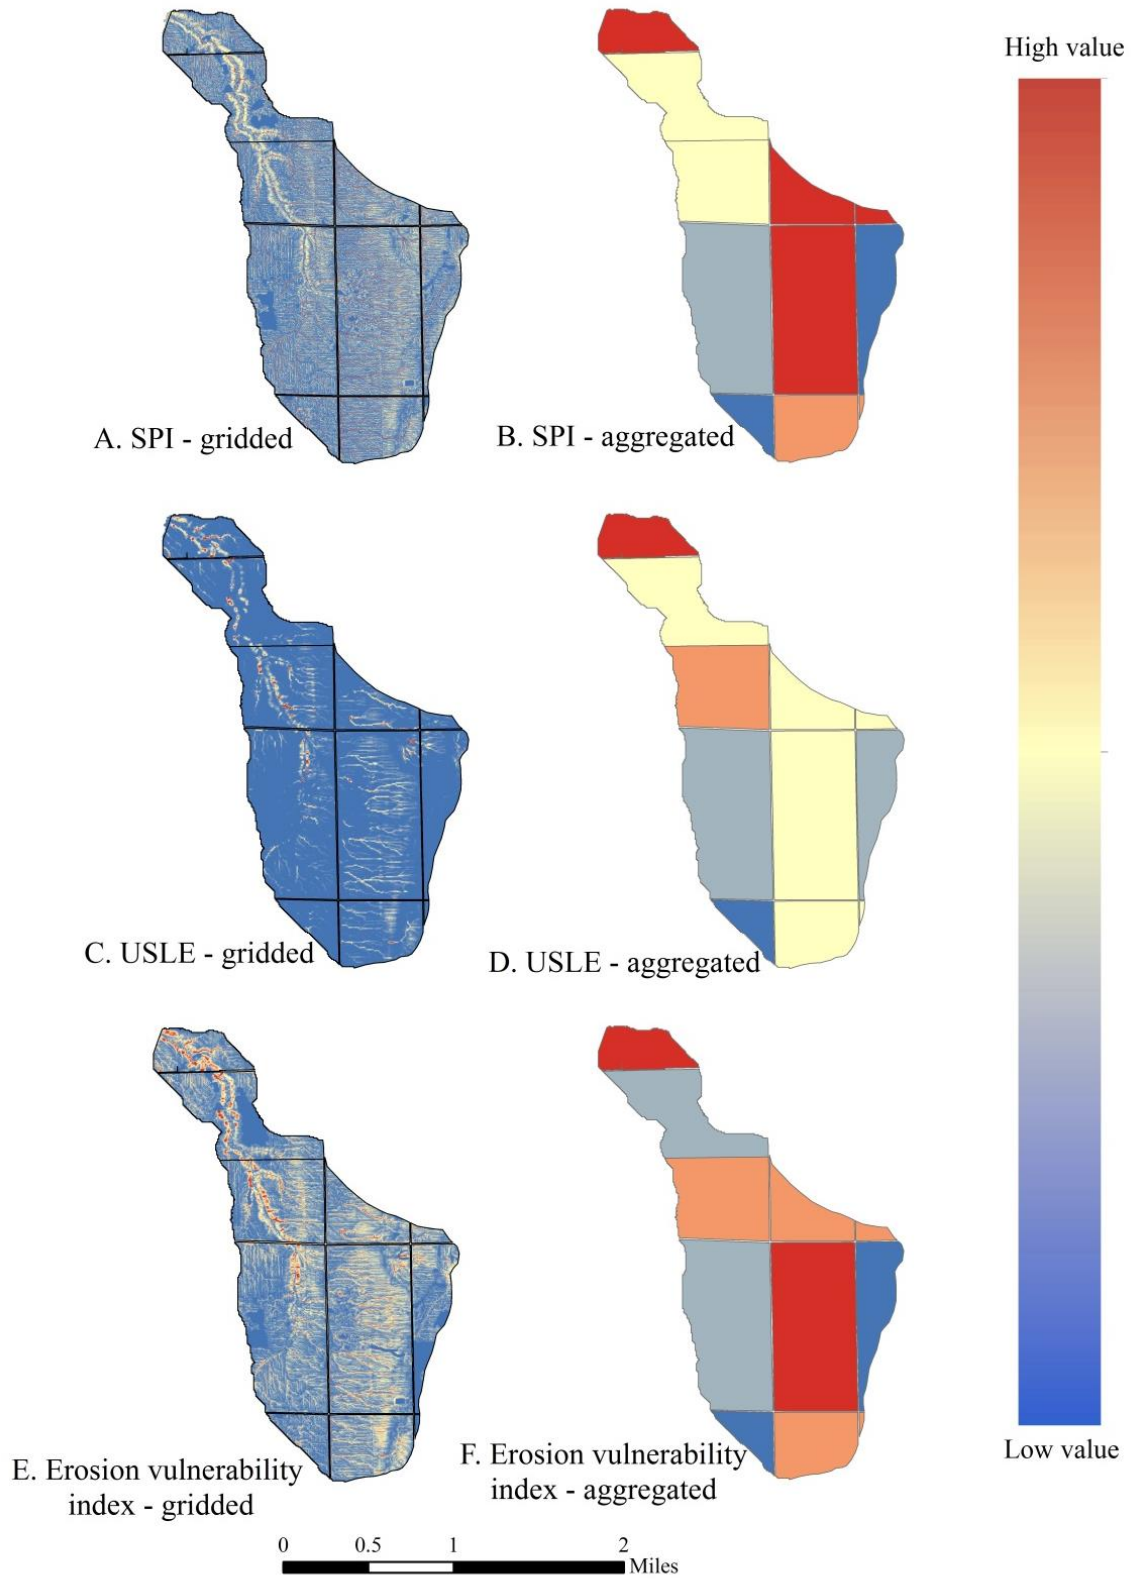 High value
A. SPI - gridded
B. SPI - aggregated
C. USLE - gridded
D. USLE - aggregated
E. Erosion vulnerability
index - gridded
F. Erosion vulnerability
index - aggregated
Low value
0 0.5 1 2
Miles